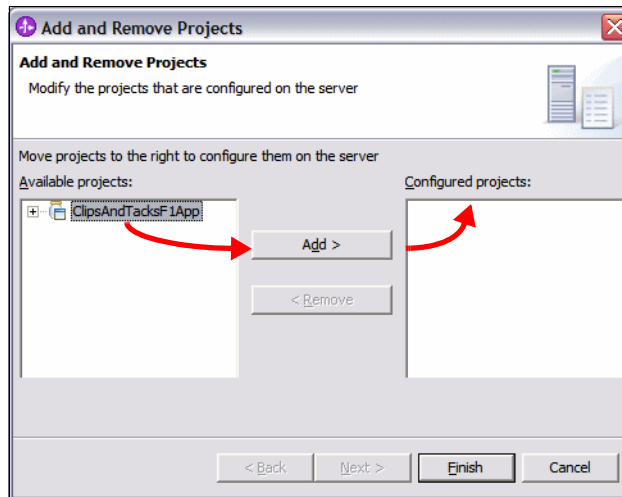 Add and Remove Projects
Add and Remove Projects
Modify the projects that are configured on the server
Move projects to the right to configure them on the server
Available projects:
Configured projects:
ClipsAndTacksF1App
Add >
< Remove
< Back
Next >
Finish
Cancel